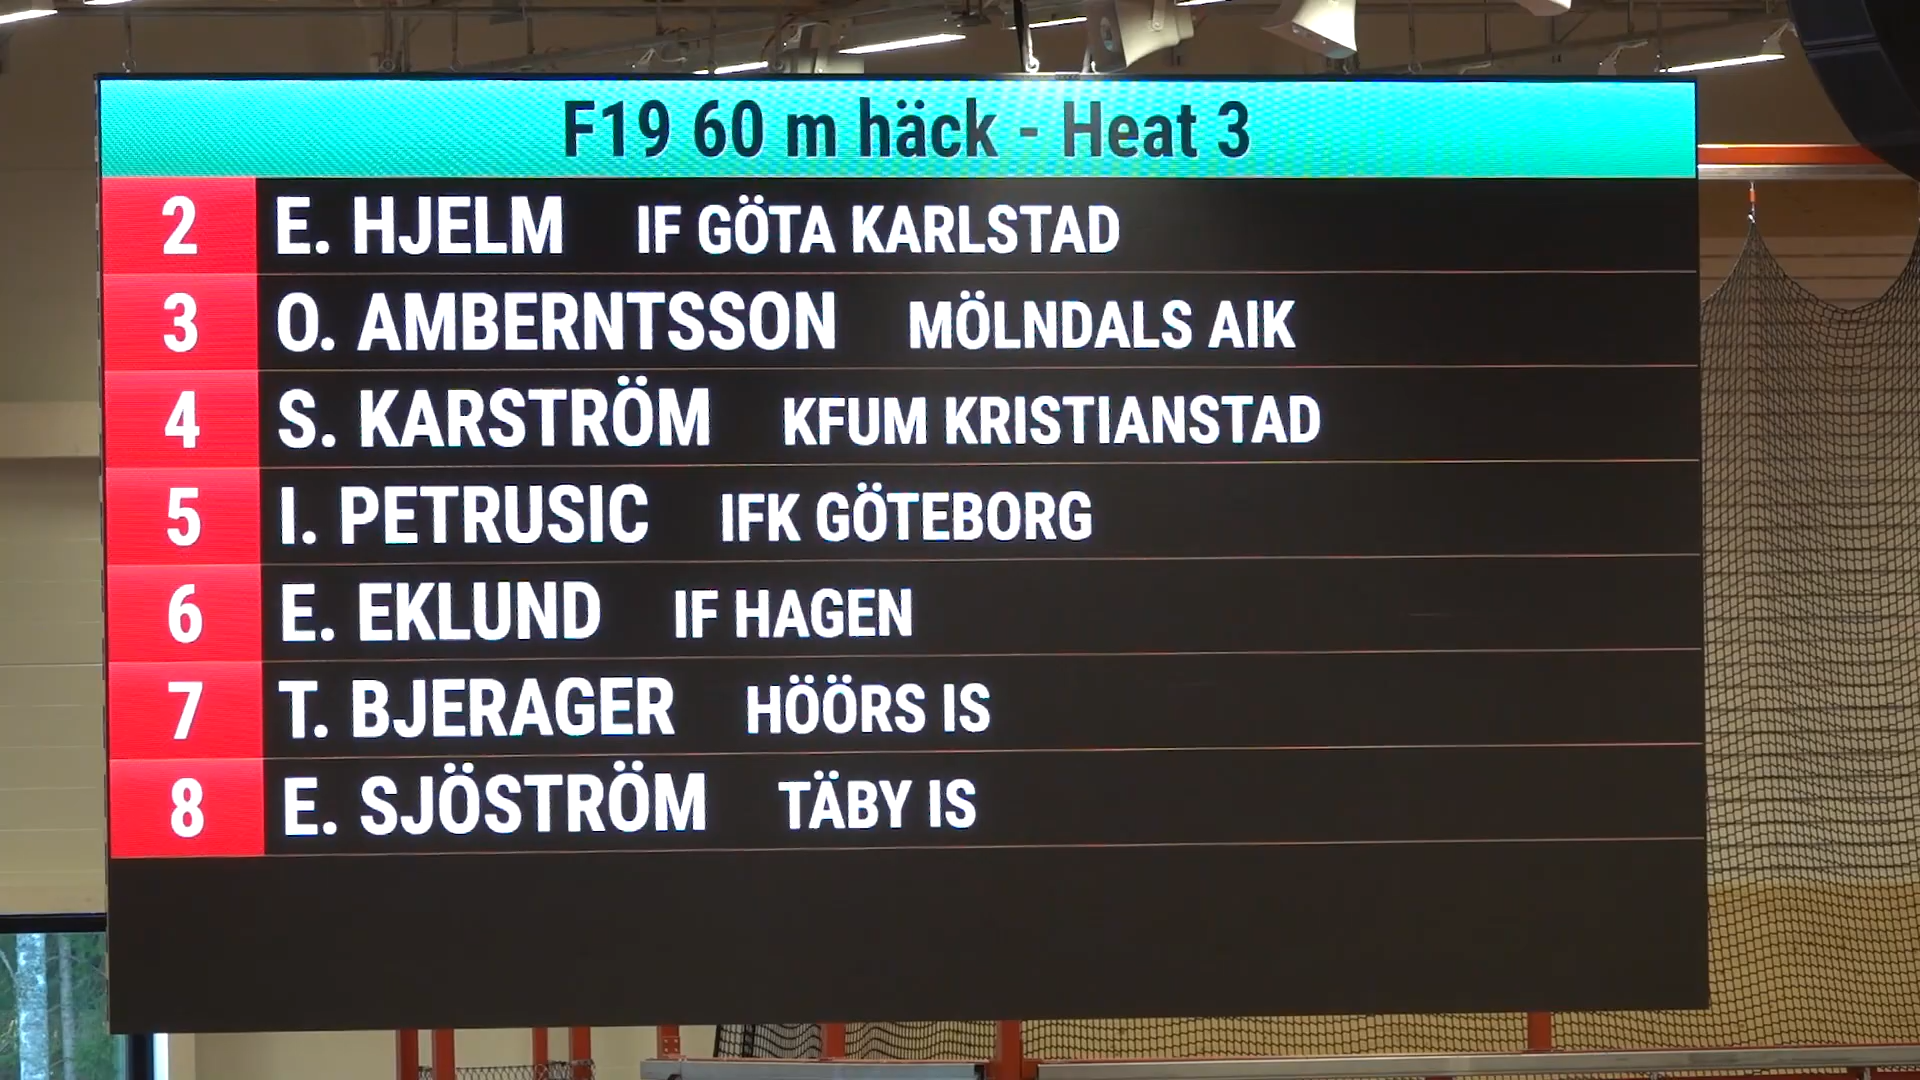 F19 60 m häck - Heat 3
2 E. HJELM IF GÖTA KARLSTAD
3 O. AMBERNTSSON MÖLNDALS AIK
4 S. KARSTRÖM KFUM KRISTIANSTAD
5 I. PETRUSIC IFK GÖTEBORG
6 E. EKLUND IF HAGEN
7 T. BJERAGER HÖÖRS IS
8 E. SJÖSTRÖM TÄBY IS